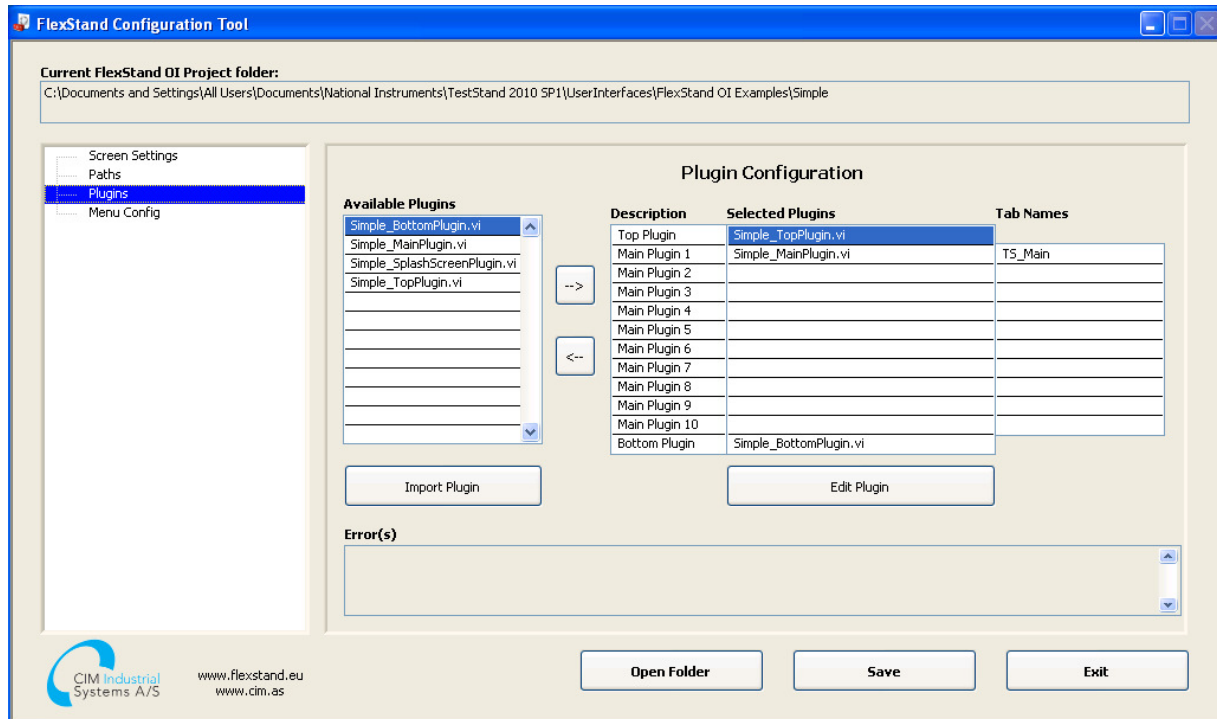 FlexStand Configuration Tool
Current FlexStand OI Project folder:
C:\Documents and Settings\All Users\Documents\National Instruments\TestStand 2010 SP1\UserInterfaces\FlexStand OI Examples\Simple
Screen Settings
Paths
Plugins
Menu Config
Plugin Configuration
Available Plugins
Simple_BottomPlugin.vi
Simple_MainPlugin.vi
Simple_SplashScreenPlugin.vi
Simple_TopPlugin.vi
-->
<--
Import Plugin
Description Selected Plugins Tab Names
Top Plugin Simple_TopPlugin.vi
Main Plugin 1 Simple_MainPlugin.vi TS_Main
Main Plugin 2
Main Plugin 3
Main Plugin 4
Main Plugin 5
Main Plugin 6
Main Plugin 7
Main Plugin 8
Main Plugin 9
Main Plugin 10
Bottom Plugin Simple_BottomPlugin.vi
Edit Plugin
Error(s)
CIM Industrial
Systems A/S
www.flexstand.eu
www.cim.as
Open Folder
Save
Exit